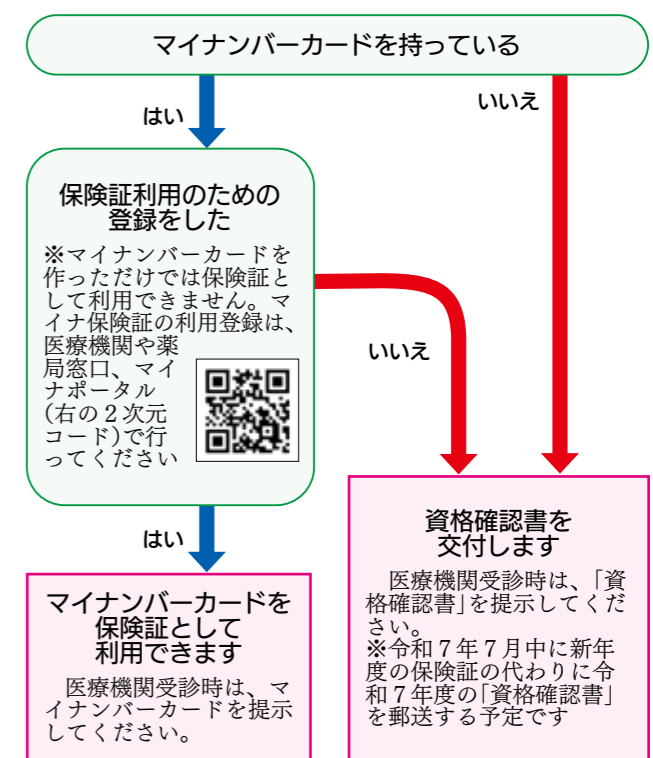 マイナンバーカードを持っている
はい
いいえ
保険証利用のための
登録をした
※マイナンバーカードを
作っただけでは保険証と
して利用できません。マ
イナ保険証の利用登録は、
医療機関や薬
局窓口、マイ
ナポータル
(右の2次元
コード)で行
ってください
いいえ
はい
マイナンバーカードを
保険証として
利用できます
医療機関受診時は、マ
イナンバーカードを提示
してください。
資格確認書を
交付します
医療機関受診時は、「資
格確認書」を提示してくだ
さい。
※令和7年7月中に新年
度の保険証の代わりに令
和7年度の「資格確認書」
を郵送する予定です